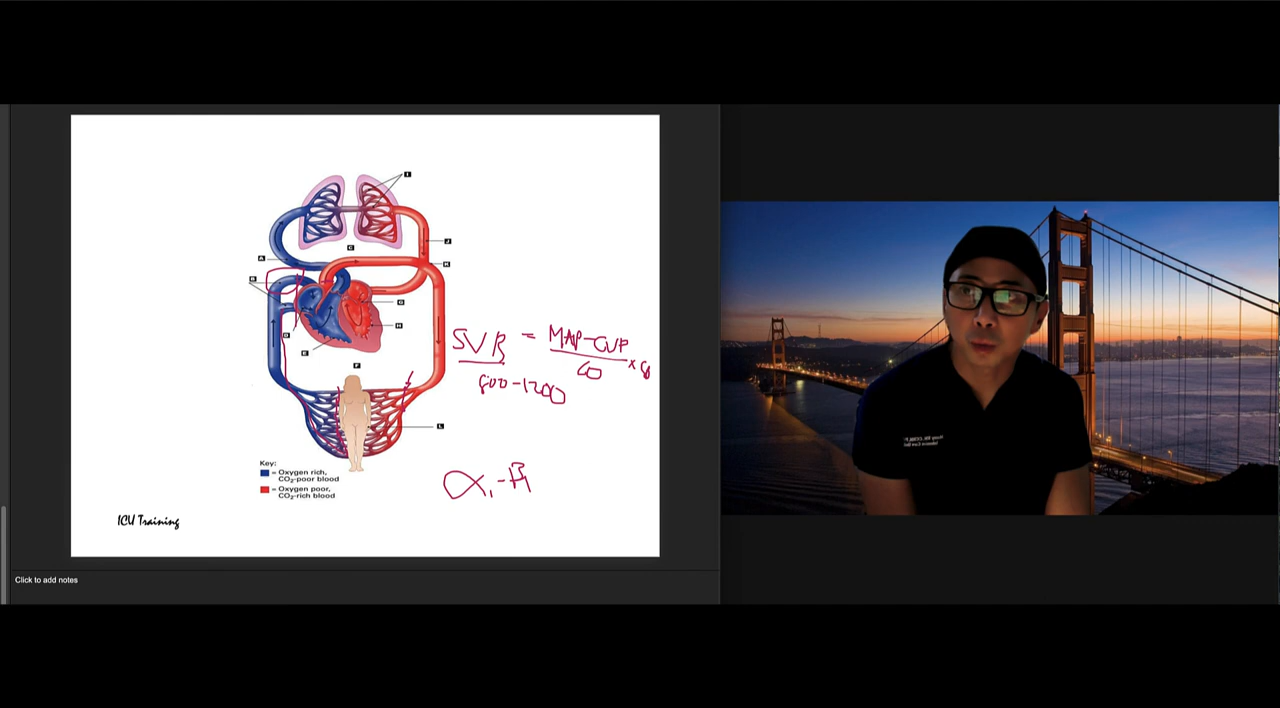 I
J
C
A
K
B
G
D
H
E
F
L
SVR = MAP-CVP
CO × 80
800-1200
α₁-β₁
Key:
= Oxygen rich,
CO₂-poor blood
= Oxygen poor,
CO₂-rich blood
ICU Training
Click to add notes